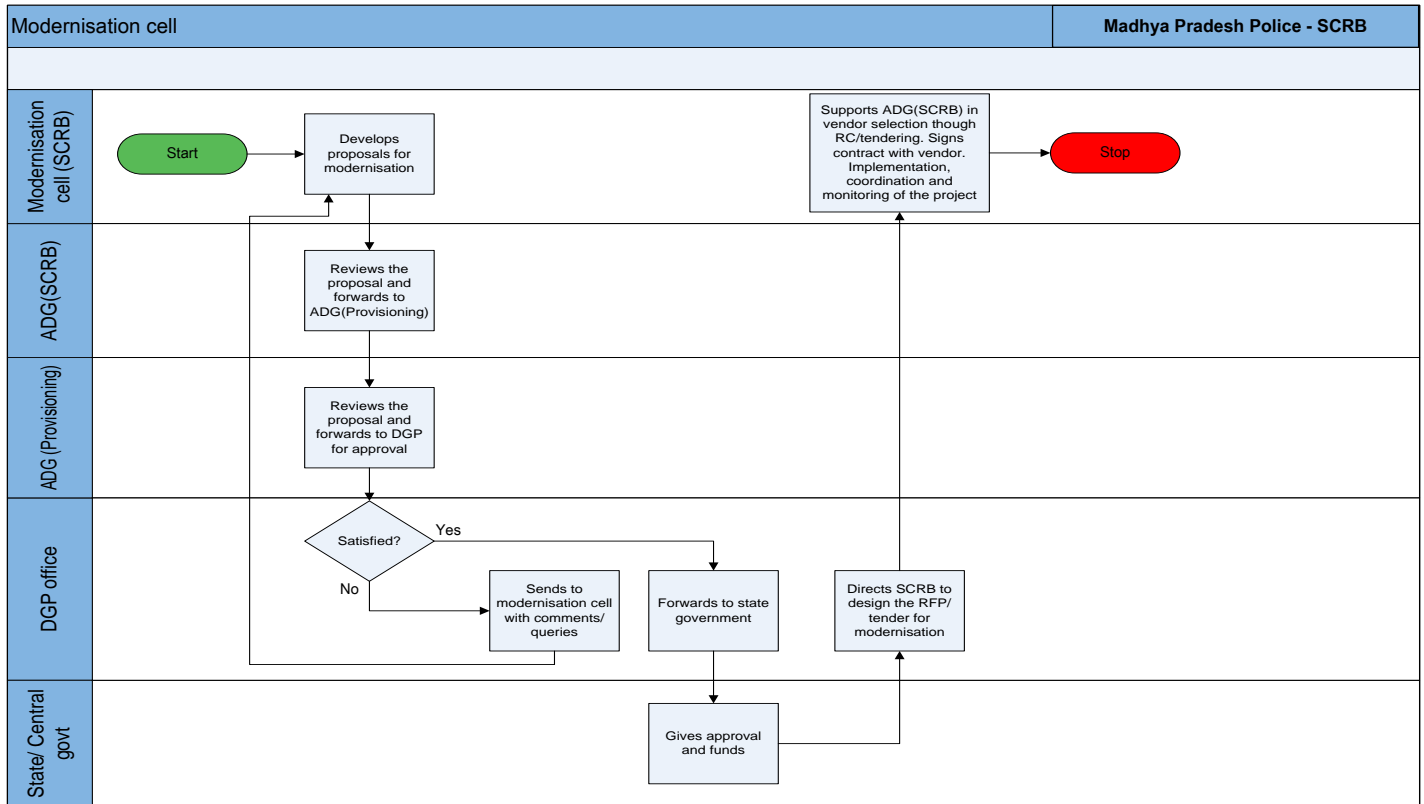 Modernisation cell
Madhya Pradesh Police - SCRB
Modernisation
cell (SCRB)
Start
Develops
proposals for
modernisation
Supports ADG(SCRB) in
vendor selection though
RC/tendering. Signs
contract with vendor.
Implementation,
coordination and
monitoring of the project
Stop
ADG(SCRB)
Reviews the
proposal and
forwards to
ADG(Provisioning)
ADG (Provisioning)
Reviews the
proposal and
forwards to DGP
for approval
DGP office
Satisfied?
Yes
No
Sends to
modernisation cell
with comments/
queries
Forwards to state
government
Directs SCRB to
design the RFP/
tender for
modernisation
State/ Central
govt
Gives approval
and funds